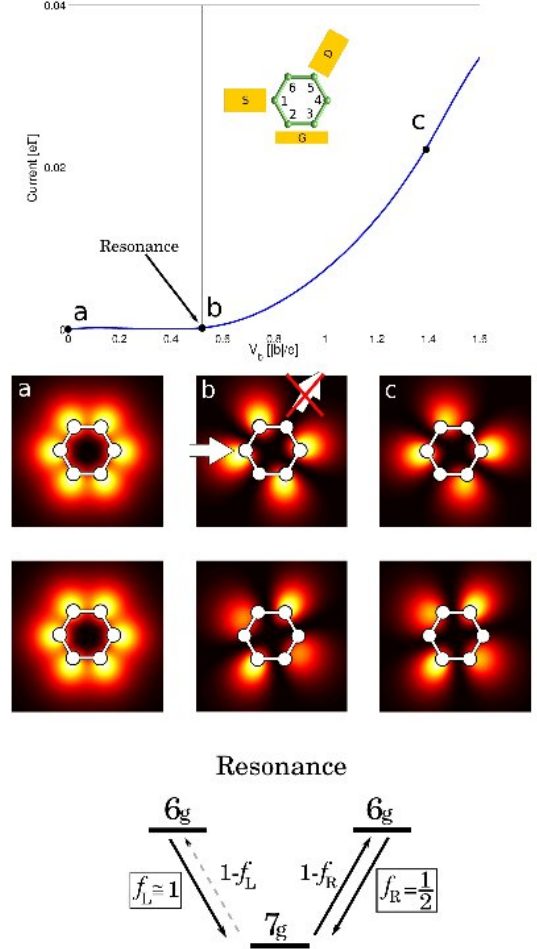 0.04
Current [eΓ]
0.02
0
D
S
6 5
1 4
2 3
G
c
Resonance
a
b
0 0.2 0.4 0.6 0.8 1 1.2 1.4 1.6
V_b [|b|/e]
a
b
c
Resonance
6g 6g
f_L ≅ 1 1-f_L 1-f_R f_R = 1/2
7g